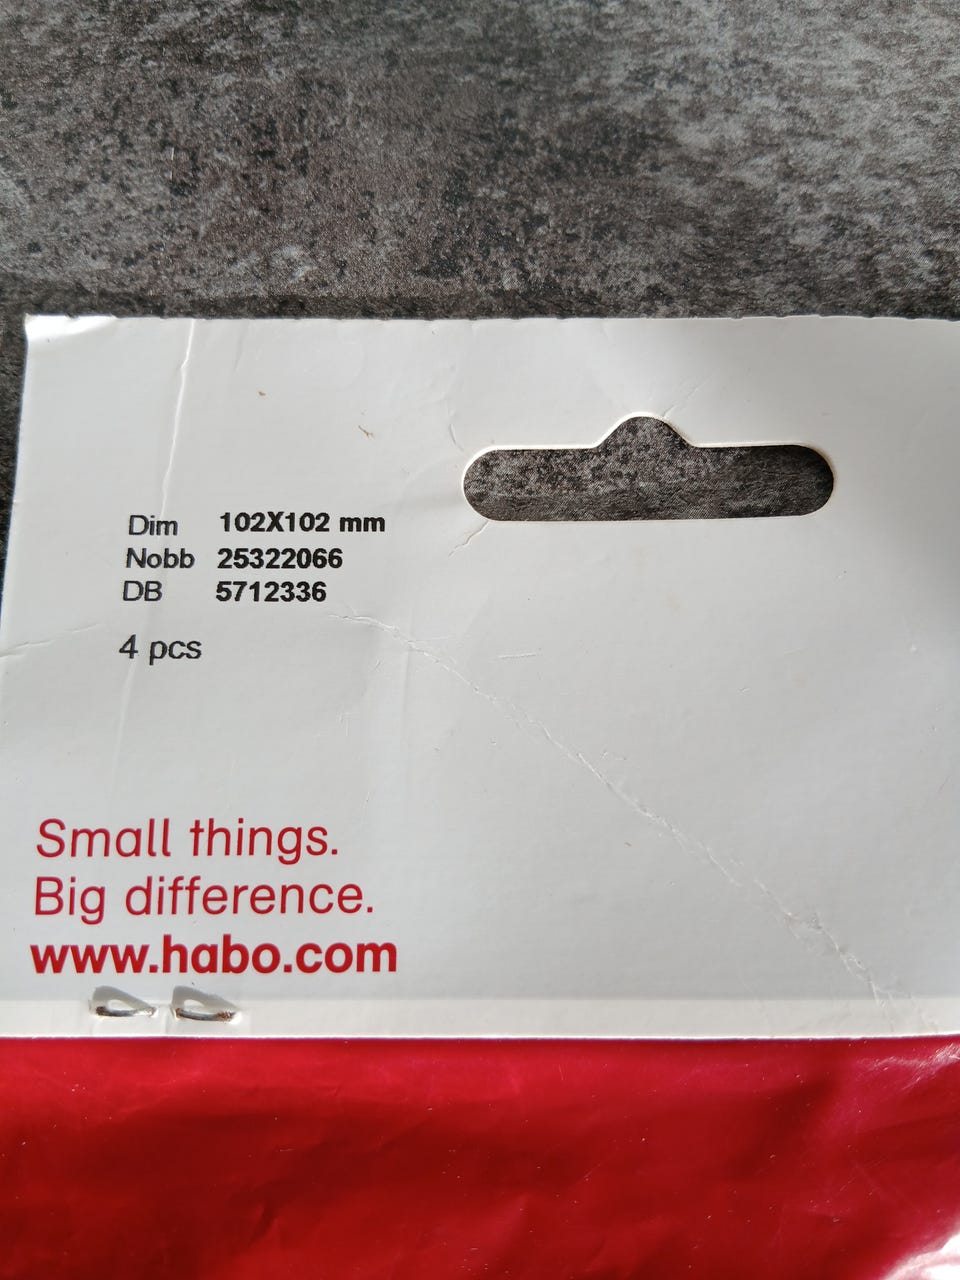 Dim 102X102 mm
Nobb 25322066
DB 5712336
4 pcs
Small things.
Big difference.
www.habo.com